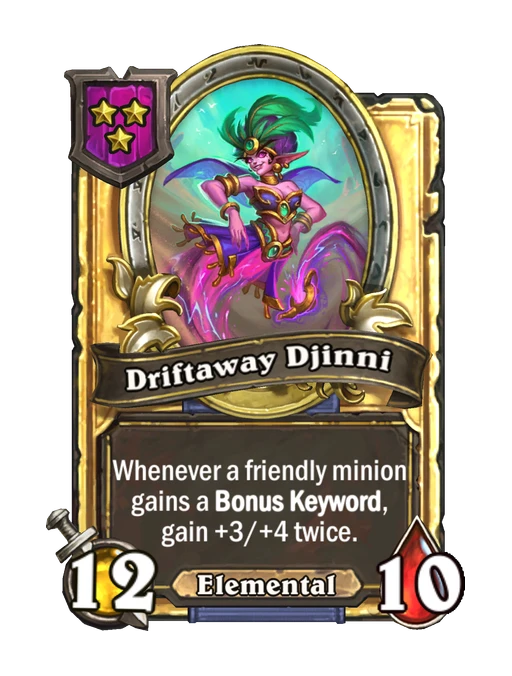 Driftaway Djinni
Whenever a friendly minion
gains a Bonus Keyword,
gain +3/+4 twice.
12
Elemental
10